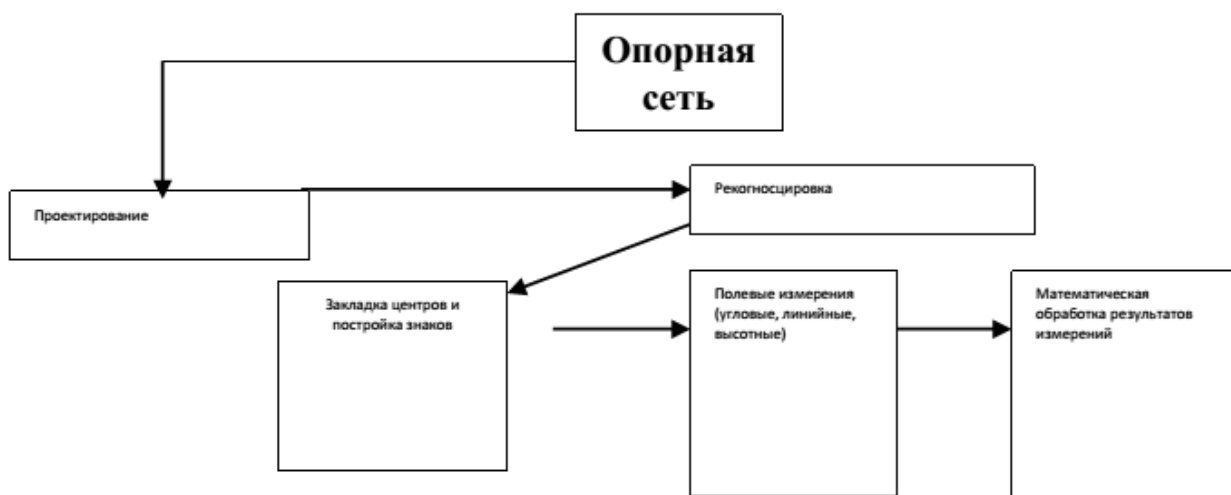 Опорная
сеть
Проектирование
Рекогносцировка
Закладка центров и
постройка знаков
Полевые измерения
(угловые, линийные,
высотные)
Математическая
обработка результатов
измерений